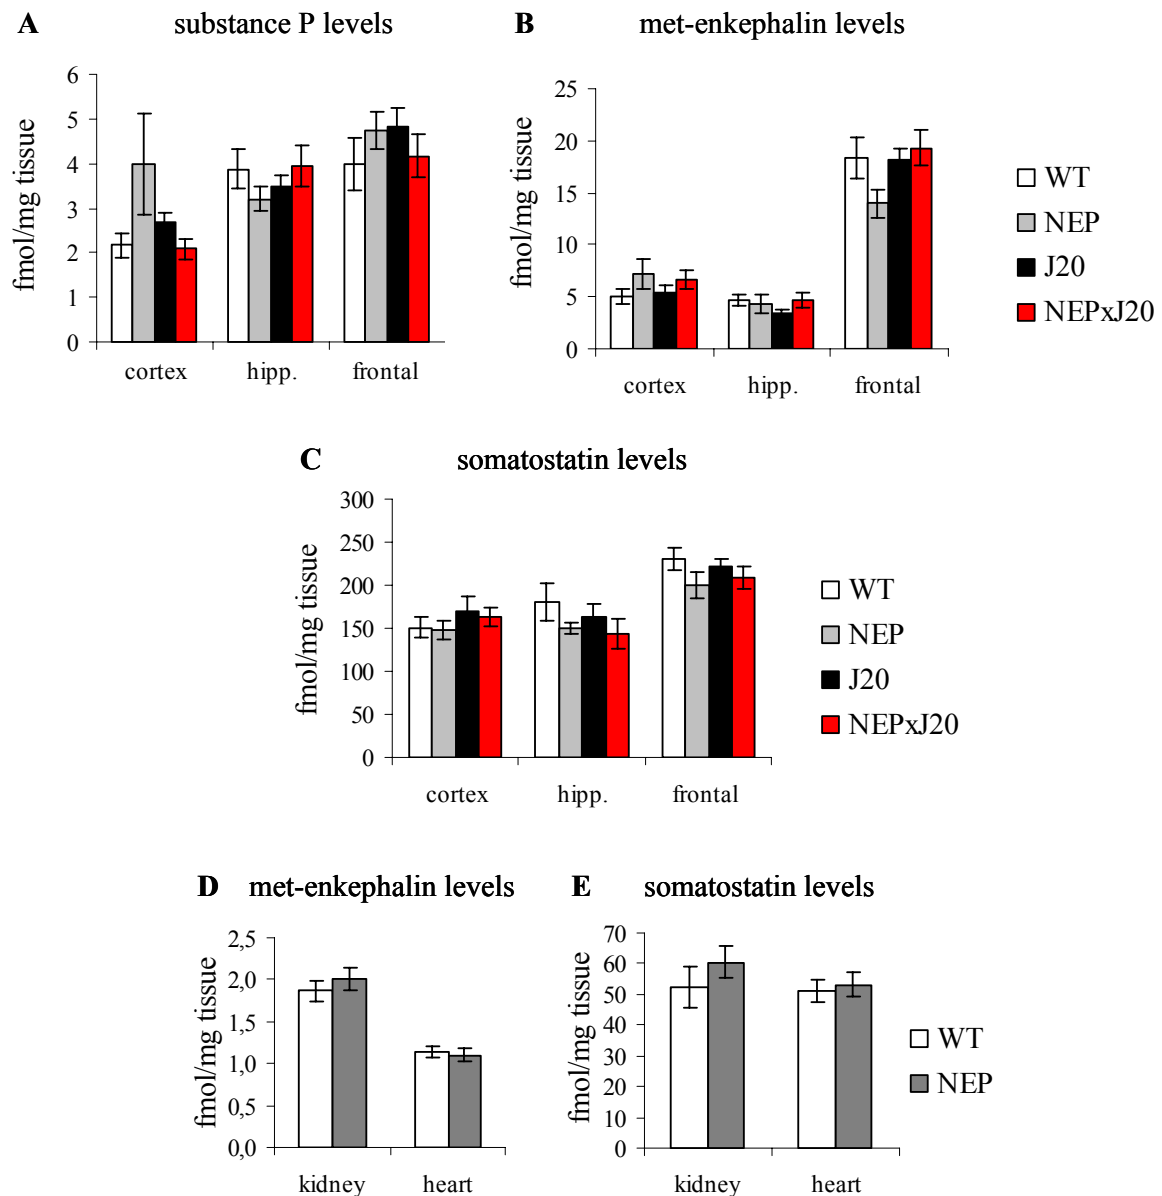 A substance P levels
fmol/mg tissue
6
5
4
3
2
1
0
cortex hipp. frontal
B met-enkephalin levels
fmol/mg tissue
25
20
15
10
5
0
cortex hipp. frontal
WT
NEP
J20
NEPxJ20
C somatostatin levels
fmol/mg tissue
300
250
200
150
100
50
0
cortex hipp. frontal
WT
NEP
J20
NEPxJ20
D met-enkephalin levels
fmol/mg tissue
2,5
2,0
1,5
1,0
0,5
0,0
kidney heart
E somatostatin levels
fmol/mg tissue
70
60
50
40
30
20
10
0
kidney heart
WT
NEP